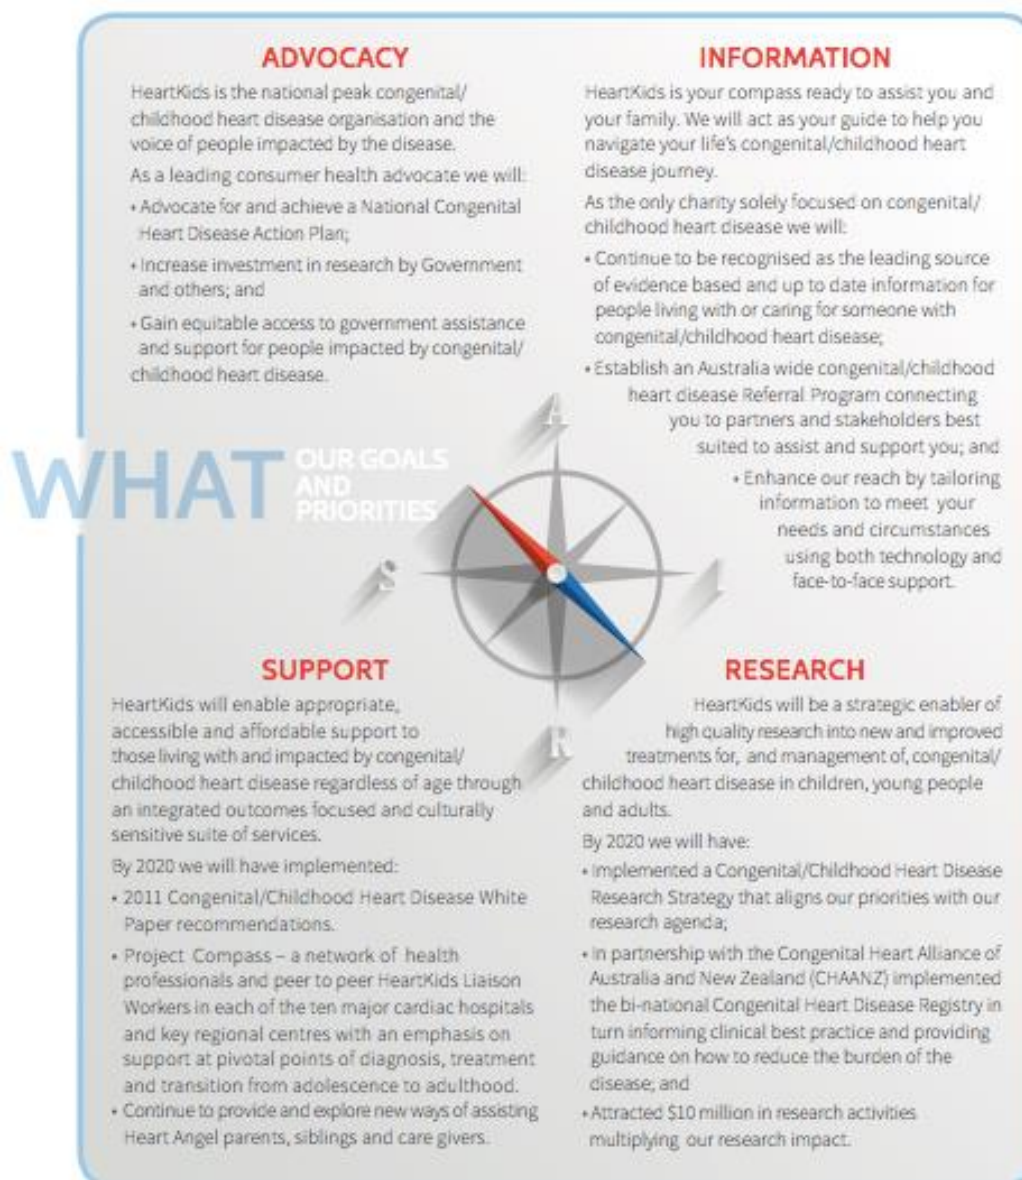 ADVOCACY
HeartKids is the national peak congenital/
childhood heart disease organisation and the
voice of people impacted by the disease.
As a leading consumer health advocate we will:
• Advocate for and achieve a National Congenital
Heart Disease Action Plan;
• Increase investment in research by Government
and others; and
• Gain equitable access to government assistance
and support for people impacted by congenital/
childhood heart disease.
INFORMATION
HeartKids is your compass ready to assist you and
your family. We will act as your guide to help you
navigate your life's congenital/childhood heart
disease journey.
As the only charity solely focused on congenital/
childhood heart disease we will:
• Continue to be recognised as the leading source
of evidence based and up to date information for
people living with or caring for someone with
congenital/childhood heart disease;
• Establish an Australia wide congenital/childhood
heart disease Referral Program connecting
you to partners and stakeholders best
suited to assist and support you; and
• Enhance our reach by tailoring
information to meet your
needs and circumstances
using both technology and
face-to-face support.
WHAT
OUR GOALS
AND
PRIORITIES
A
S
I
R
SUPPORT
HeartKids will enable appropriate,
accessible and affordable support to
those living with and impacted by congenital/
childhood heart disease regardless of age through
an integrated outcomes focused and culturally
sensitive suite of services.
By 2020 we will have implemented:
• 2011 Congenital/Childhood Heart Disease White
Paper recommendations.
• Project Compass – a network of health
professionals and peer to peer HeartKids Liaison
Workers in each of the ten major cardiac hospitals
and key regional centres with an emphasis on
support at pivotal points of diagnosis, treatment
and transition from adolescence to adulthood.
• Continue to provide and explore new ways of assisting
Heart Angel parents, siblings and care givers.
RESEARCH
HeartKids will be a strategic enabler of
high quality research into new and improved
treatments for, and management of, congenital/
childhood heart disease in children, young people
and adults.
By 2020 we will have:
• Implemented a Congenital/Childhood Heart Disease
Research Strategy that aligns our priorities with our
research agenda;
• In partnership with the Congenital Heart Alliance of
Australia and New Zealand (CHAANZ) implemented
the bi-national Congenital Heart Disease Registry in
turn informing clinical best practice and providing
guidance on how to reduce the burden of the
disease; and
• Attracted $10 million in research activities
multiplying our research impact.